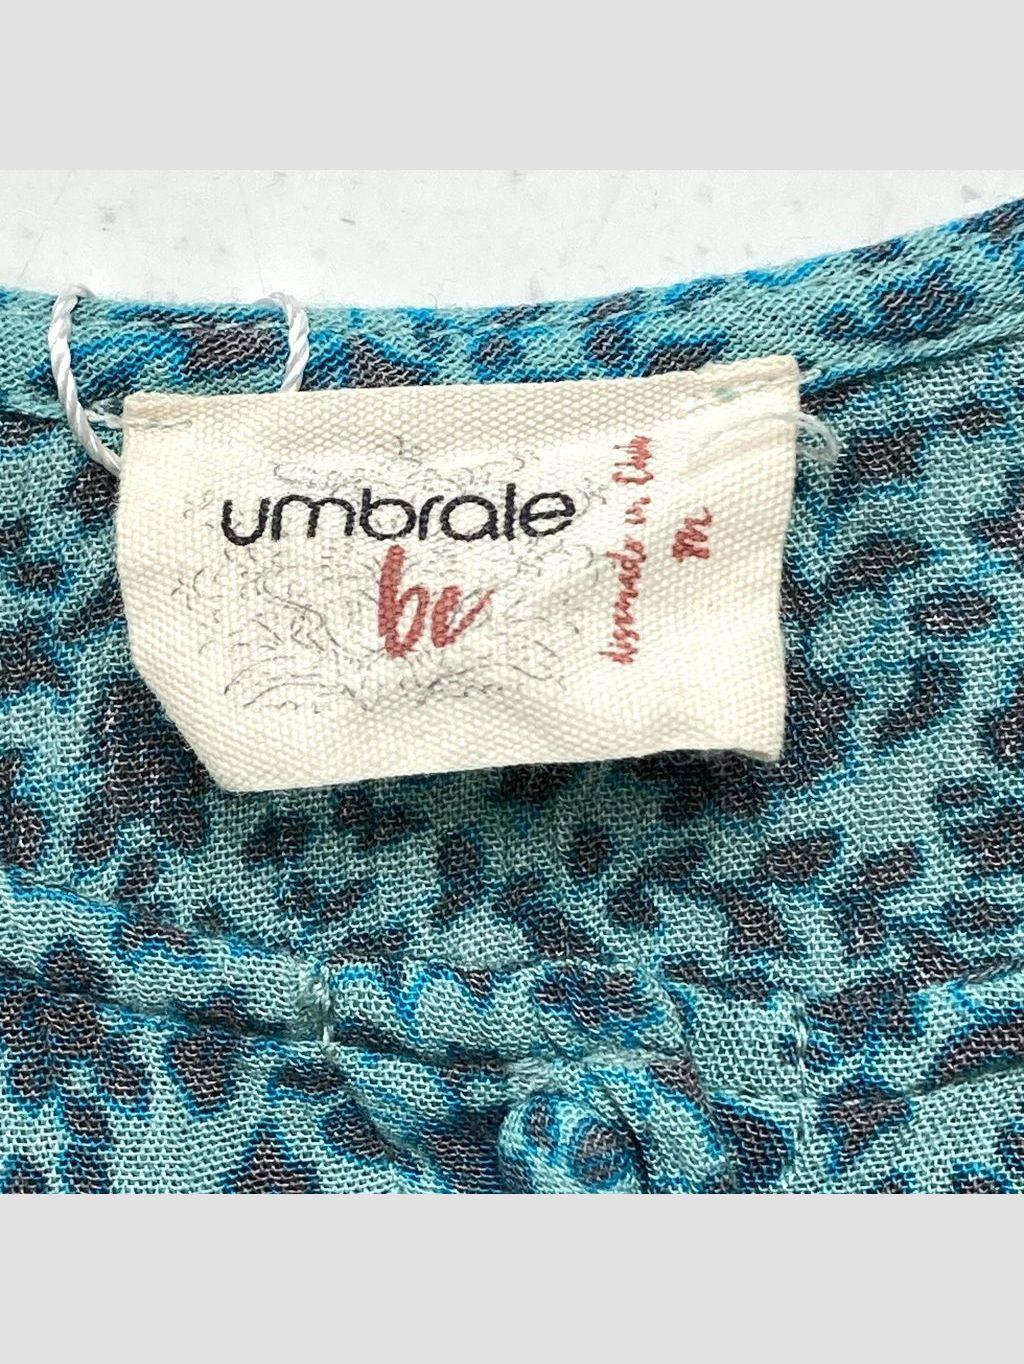 umbrale
be
diseñado en Chile
m